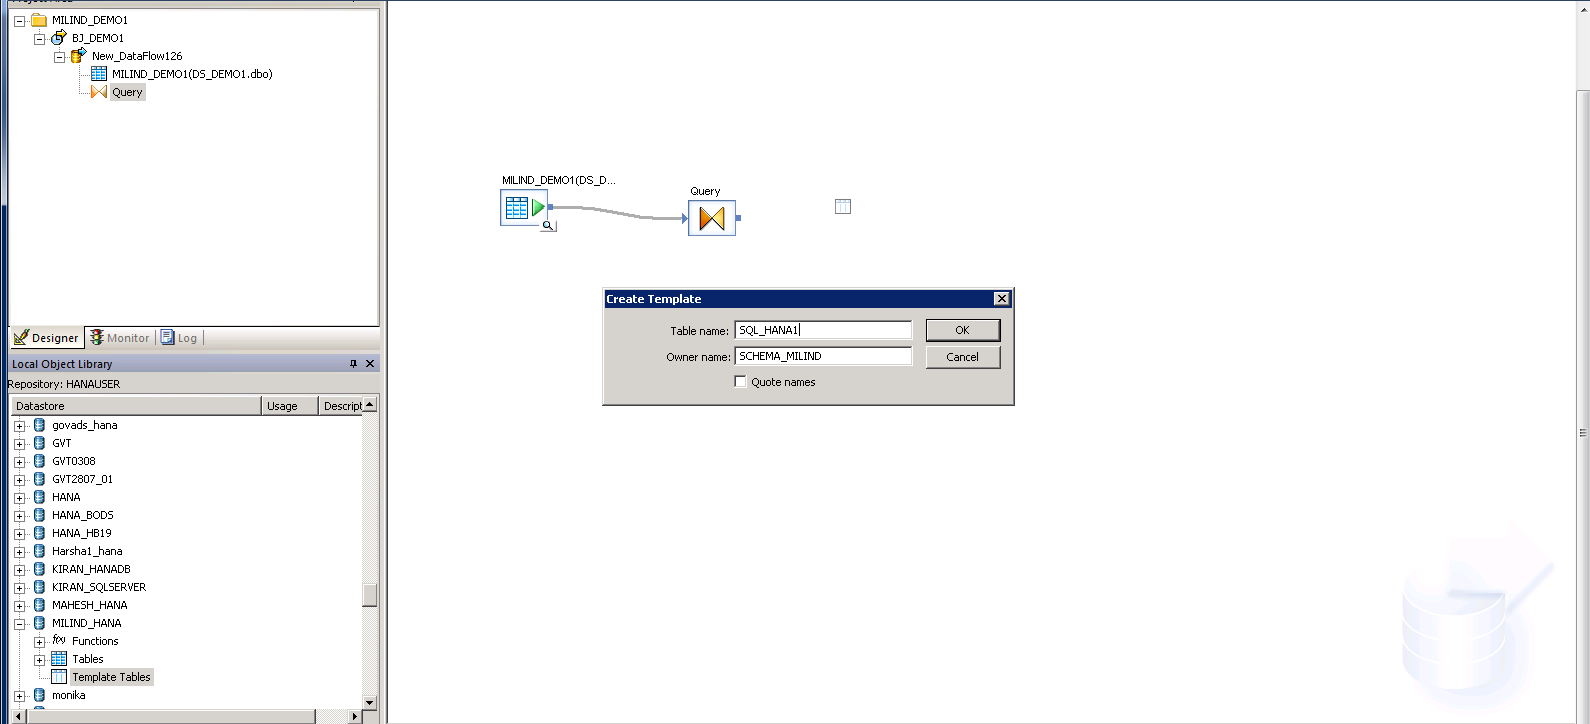 MILIND_DEMO1
BJ_DEMO1
New_DataFlow126
MILIND_DEMO1(DS_DEMO1.dbo)
Query
Designer
Monitor
Log
Local Object Library
Repository: HANAUSER
Datastore Usage Descript
govads_hana
GVT
GVT0308
GVT2807_01
HANA
HANA_BODS
HANA_HB19
Harsha1_hana
KIRAN_HANADB
KIRAN_SQLSERVER
MAHESH_HANA
MILIND_HANA
f(x) Functions
Tables
Template Tables
monika
MILIND_DEMO1(DS_D...
Query
Create Template
Table name: SQL_HANA1 OK
Owner name: SCHEMA_MILIND Cancel
Quote names